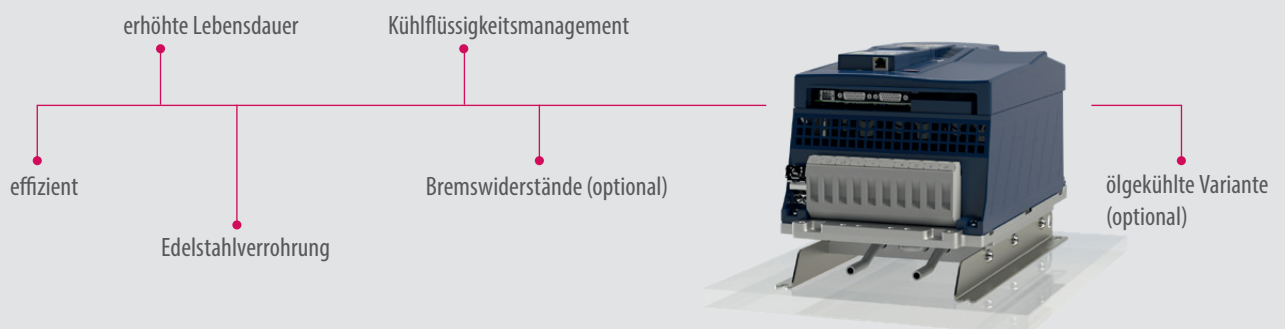 erhöhte Lebensdauer
Kühlflüssigkeitsmanagement
effizient
Bremswiderstände (optional)
ölgekühlte Variante
(optional)
Edelstahlverrohrung